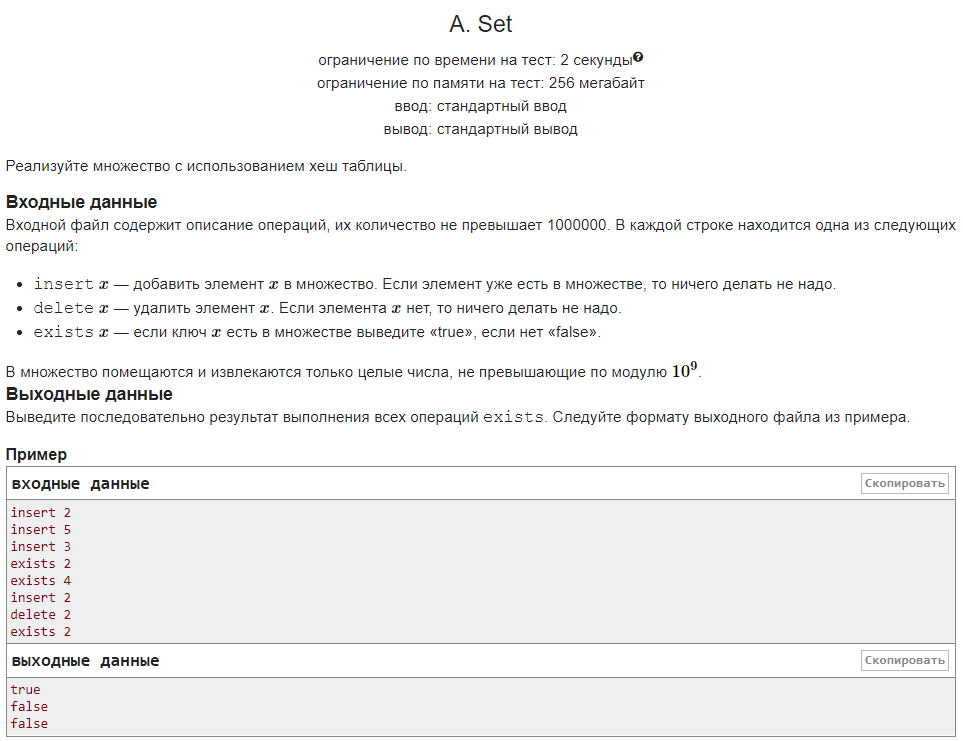 A. Set
ограничение по времени на тест: 2 секунды
ограничение по памяти на тест: 256 мегабайт
ввод: стандартный ввод
вывод: стандартный вывод
Реализуйте множество с использованием хеш таблицы.
Входные данные
Входной файл содержит описание операций, их количество не превышает 1000000. В каждой строке находится одна из следующих
операций:
• insert x — добавить элемент x в множество. Если элемент уже есть в множестве, то ничего делать не надо.
• delete x — удалить элемент x. Если элемента x нет, то ничего делать не надо.
• exists x — если ключ x есть в множестве выведите «true», если нет «false».
В множество помещаются и извлекаются только целые числа, не превышающие по модулю 10⁹.
Выходные данные
Выведите последовательно результат выполнения всех операций exists. Следуйте формату выходного файла из примера.
Пример
входные данные Скопировать
insert 2
insert 5
insert 3
exists 2
exists 4
insert 2
delete 2
exists 2
выходные данные Скопировать
true
false
false